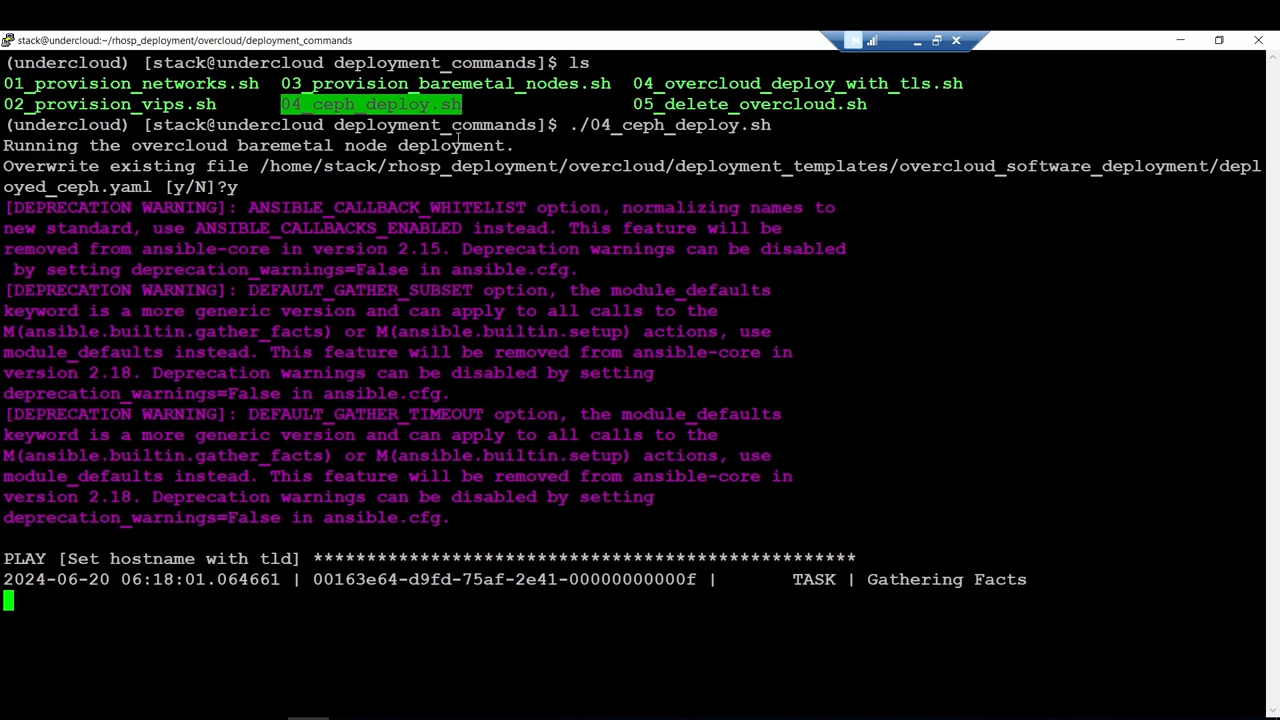 stack@undercloud:~/rhosp_deployment/overcloud/deployment_commands
(undercloud) [stack@undercloud deployment_commands]$ ls
01_provision_networks.sh  03_provision_baremetal_nodes.sh  04_overcloud_deploy_with_tls.sh
02_provision_vips.sh      04_ceph_deploy.sh                05_delete_overcloud.sh
(undercloud) [stack@undercloud deployment_commands]$ ./04_ceph_deploy.sh
Running the overcloud baremetal node deployment.
Overwrite existing file /home/stack/rhosp_deployment/overcloud/deployment_templates/overcloud_software_deployment/depl
oyed_ceph.yaml [y/N]?y
[DEPRECATION WARNING]: ANSIBLE_CALLBACK_WHITELIST option, normalizing names to
new standard, use ANSIBLE_CALLBACKS_ENABLED instead. This feature will be
removed from ansible-core in version 2.15. Deprecation warnings can be disabled
 by setting deprecation_warnings=False in ansible.cfg.
[DEPRECATION WARNING]: DEFAULT_GATHER_SUBSET option, the module_defaults
keyword is a more generic version and can apply to all calls to the
M(ansible.builtin.gather_facts) or M(ansible.builtin.setup) actions, use
module_defaults instead. This feature will be removed from ansible-core in
version 2.18. Deprecation warnings can be disabled by setting
deprecation_warnings=False in ansible.cfg.
[DEPRECATION WARNING]: DEFAULT_GATHER_TIMEOUT option, the module_defaults
keyword is a more generic version and can apply to all calls to the
M(ansible.builtin.gather_facts) or M(ansible.builtin.setup) actions, use
module_defaults instead. This feature will be removed from ansible-core in
version 2.18. Deprecation warnings can be disabled by setting
deprecation_warnings=False in ansible.cfg.
PLAY [Set hostname with tld] ***************************************************
2024-06-20 06:18:01.064661 | 00163e64-d9fd-75af-2e41-00000000000f |       TASK | Gathering Facts